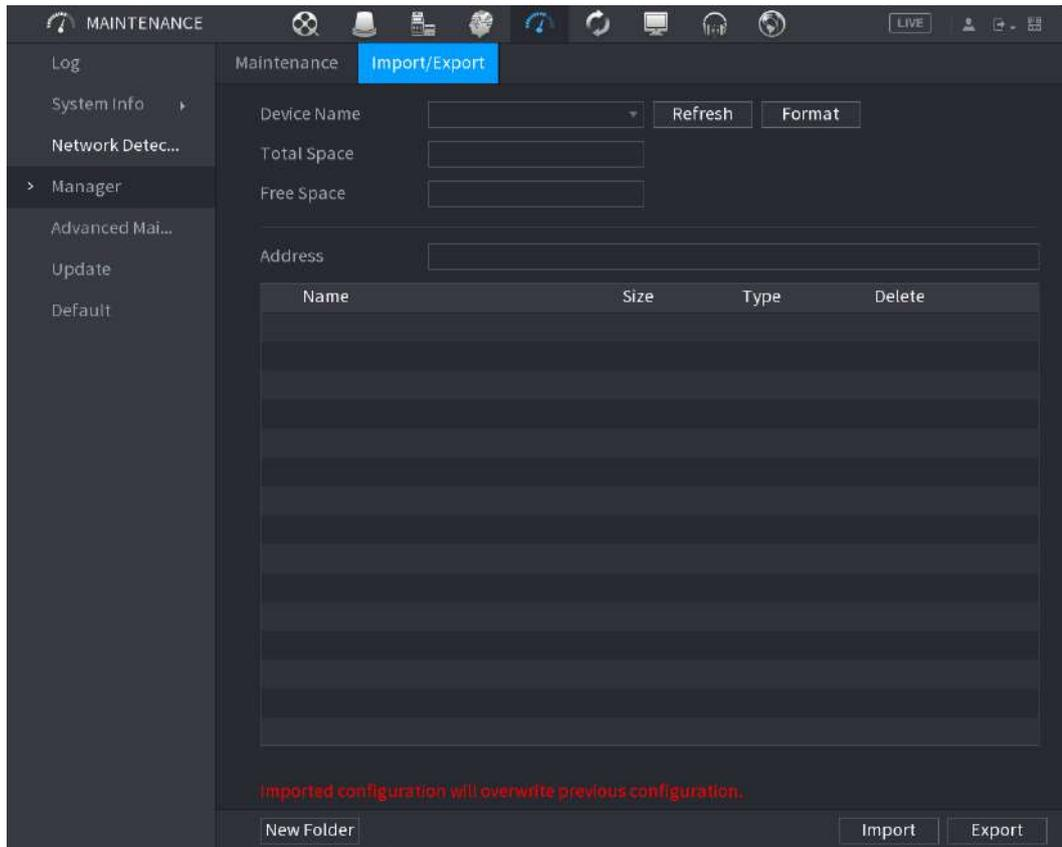 MAINTENANCE
LIVE
Log
Maintenance
Import/Export
System Info
Device Name
Refresh
Format
Network Detec...
Total Space
Manager
Free Space
Advanced Mai...
Address
Update
Name Size Type Delete
Default
Imported configuration will overwrite previous configuration.
New Folder
Import
Export